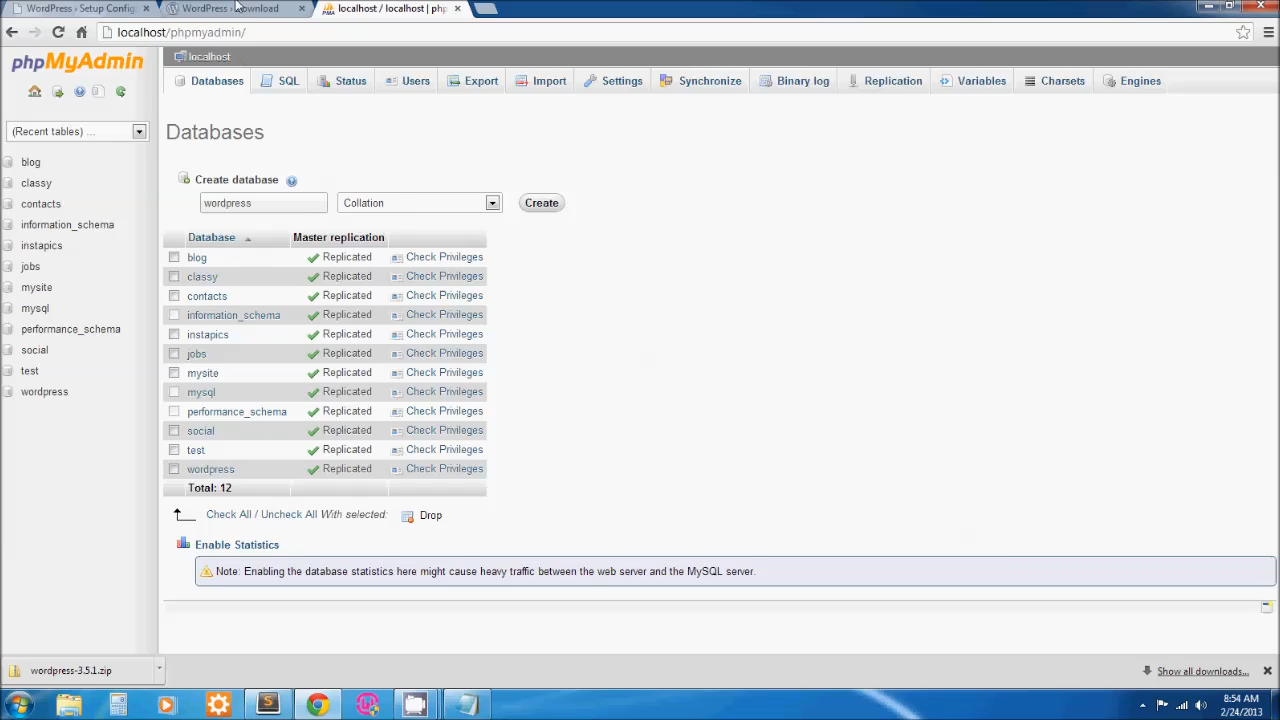 WordPress › Setup Config
WordPress › Download
localhost / localhost | php
localhost/phpmyadmin/
phpMyAdmin
(Recent tables) ...
blog
classy
contacts
information_schema
instapics
jobs
mysite
mysql
performance_schema
social
test
wordpress
localhost
Databases SQL Status Users Export Import Settings Synchronize Binary log Replication Variables Charsets Engines
Databases
Create database
wordpress Collation Create
Database Master replication
blog Replicated Check Privileges
classy Replicated Check Privileges
contacts Replicated Check Privileges
information_schema Replicated Check Privileges
instapics Replicated Check Privileges
jobs Replicated Check Privileges
mysite Replicated Check Privileges
mysql Replicated Check Privileges
performance_schema Replicated Check Privileges
social Replicated Check Privileges
test Replicated Check Privileges
wordpress Replicated Check Privileges
Total: 12
Check All / Uncheck All With selected: Drop
Enable Statistics
Note: Enabling the database statistics here might cause heavy traffic between the web server and the MySQL server.
wordpress-3.5.1.zip
Show all downloads...
8:54 AM
2/24/2013